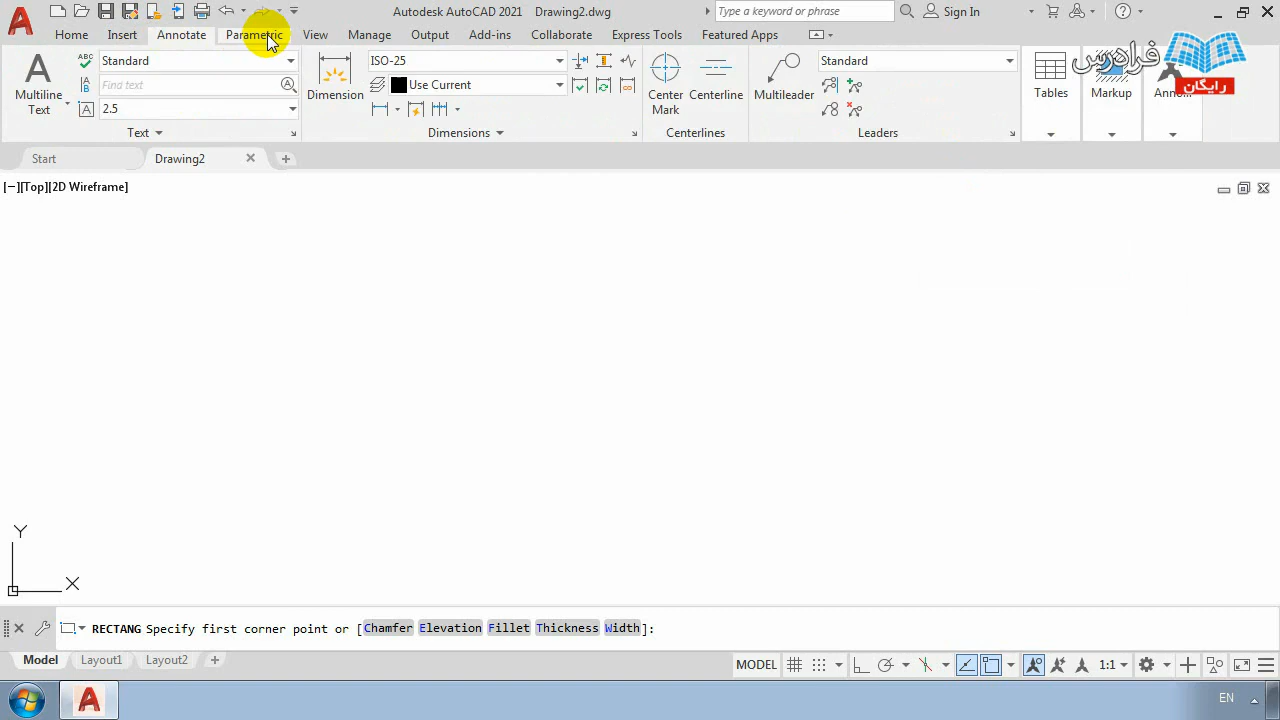 Autodesk AutoCAD 2021 Drawing2.dwg
Type a keyword or phrase
Sign In
Home Insert Annotate Parametric View Manage Output Add-ins Collaborate Express Tools Featured Apps
فرادرس
رایگان
Multiline Text
ABC
Standard
Find text
2.5
Text
Dimension
ISO-25
Use Current
Dimensions
Center Mark
Centerline
Centerlines
Multileader
Standard
Leaders
Tables
Markup
Start
Drawing2
[−][Top][2D Wireframe]
Y
X
RECTANG Specify first corner point or [Chamfer Elevation Fillet Thickness Width]:
Model Layout1 Layout2
MODEL
1:1
EN